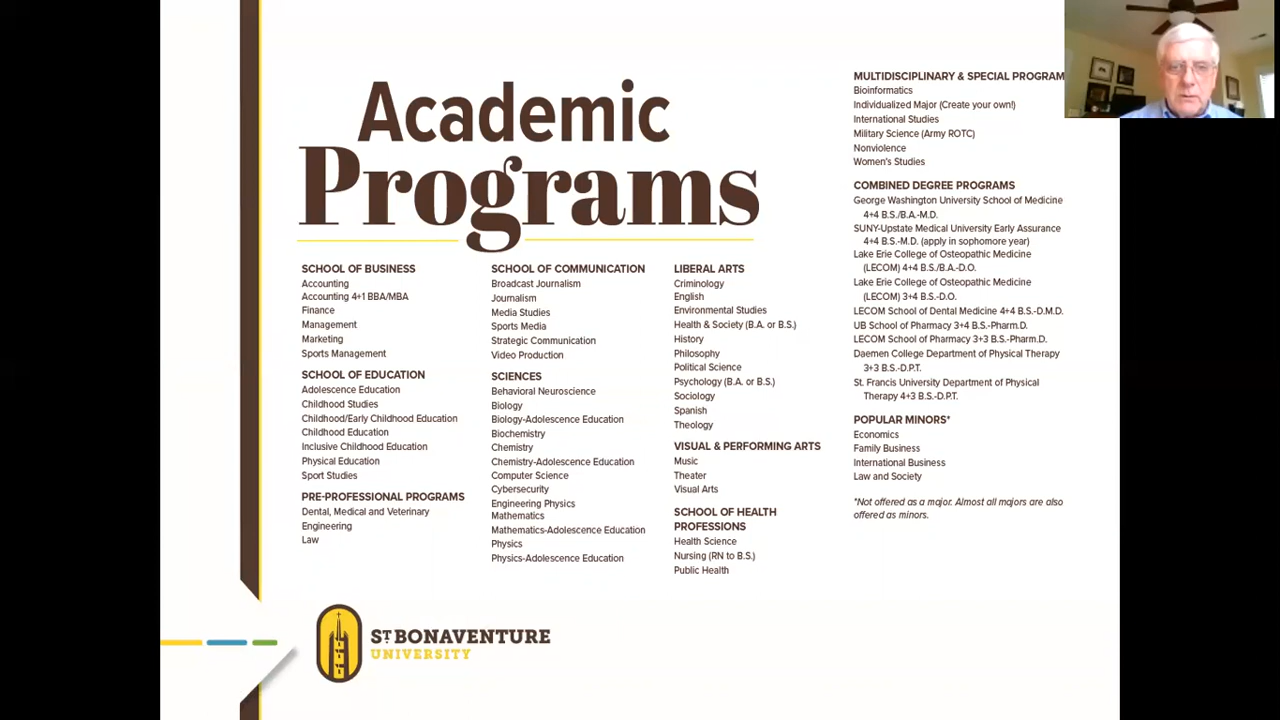 Academic
Programs
SCHOOL OF BUSINESS
Accounting
Accounting 4+1 BBA/MBA
Finance
Management
Marketing
Sports Management
SCHOOL OF EDUCATION
Adolescence Education
Childhood Studies
Childhood/Early Childhood Education
Childhood Education
Inclusive Childhood Education
Physical Education
Sport Studies
PRE-PROFESSIONAL PROGRAMS
Dental, Medical and Veterinary
Engineering
Law
SCHOOL OF COMMUNICATION
Broadcast Journalism
Journalism
Media Studies
Sports Media
Strategic Communication
Video Production
SCIENCES
Behavioral Neuroscience
Biology
Biology-Adolescence Education
Biochemistry
Chemistry
Chemistry-Adolescence Education
Computer Science
Cybersecurity
Engineering Physics
Mathematics
Mathematics-Adolescence Education
Physics
Physics-Adolescence Education
LIBERAL ARTS
Criminology
English
Environmental Studies
Health & Society (B.A. or B.S.)
History
Philosophy
Political Science
Psychology (B.A. or B.S.)
Sociology
Spanish
Theology
VISUAL & PERFORMING ARTS
Music
Theater
Visual Arts
SCHOOL OF HEALTH
PROFESSIONS
Health Science
Nursing (RN to B.S.)
Public Health
MULTIDISCIPLINARY & SPECIAL PROGRAM
Bioinformatics
Individualized Major (Create your own!)
International Studies
Military Science (Army ROTC)
Nonviolence
Women's Studies
COMBINED DEGREE PROGRAMS
George Washington University School of Medicine
4+4 B.S./B.A.-M.D.
SUNY-Upstate Medical University Early Assurance
4+4 B.S.-M.D. (apply in sophomore year)
Lake Erie College of Osteopathic Medicine
(LECOM) 4+4 B.S./B.A.-D.O.
Lake Erie College of Osteopathic Medicine
(LECOM) 3+4 B.S.-D.O.
LECOM School of Dental Medicine 4+4 B.S.-D.M.D.
UB School of Pharmacy 3+4 B.S.-Pharm.D.
LECOM School of Pharmacy 3+3 B.S.-Pharm.D.
Daemen College Department of Physical Therapy
3+3 B.S.-D.P.T.
St. Francis University Department of Physical
Therapy 4+3 B.S.-D.P.T.
POPULAR MINORS*
Economics
Family Business
International Business
Law and Society
*Not offered as a major. Almost all majors are also
offered as minors.
ST BONAVENTURE
UNIVERSITY